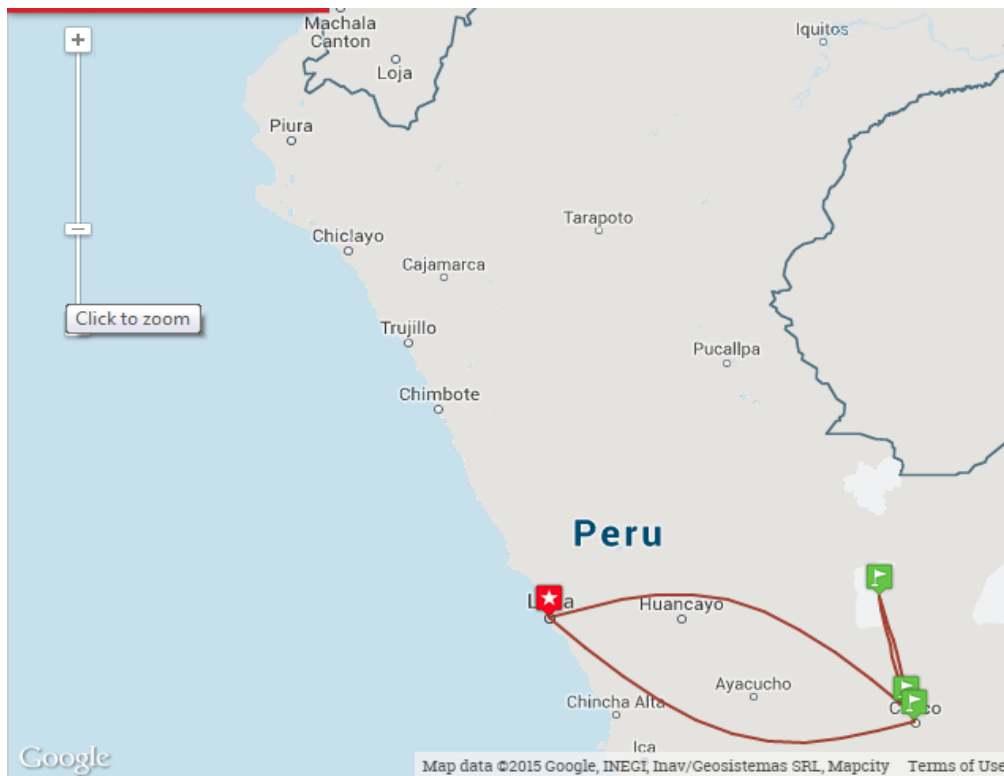 Machala
Canton
Iquitos
Loja
Piura
Tarapoto
Chiclayo
Cajamarca
Click to zoom
Trujillo
Pucallpa
Chimbote
Peru
Huancayo
Ayacucho
Chincha Alta
Ica
Google
Map data ©2015 Google, INEGI, Inav/Geosistemas SRL, Mapcity Terms of Use